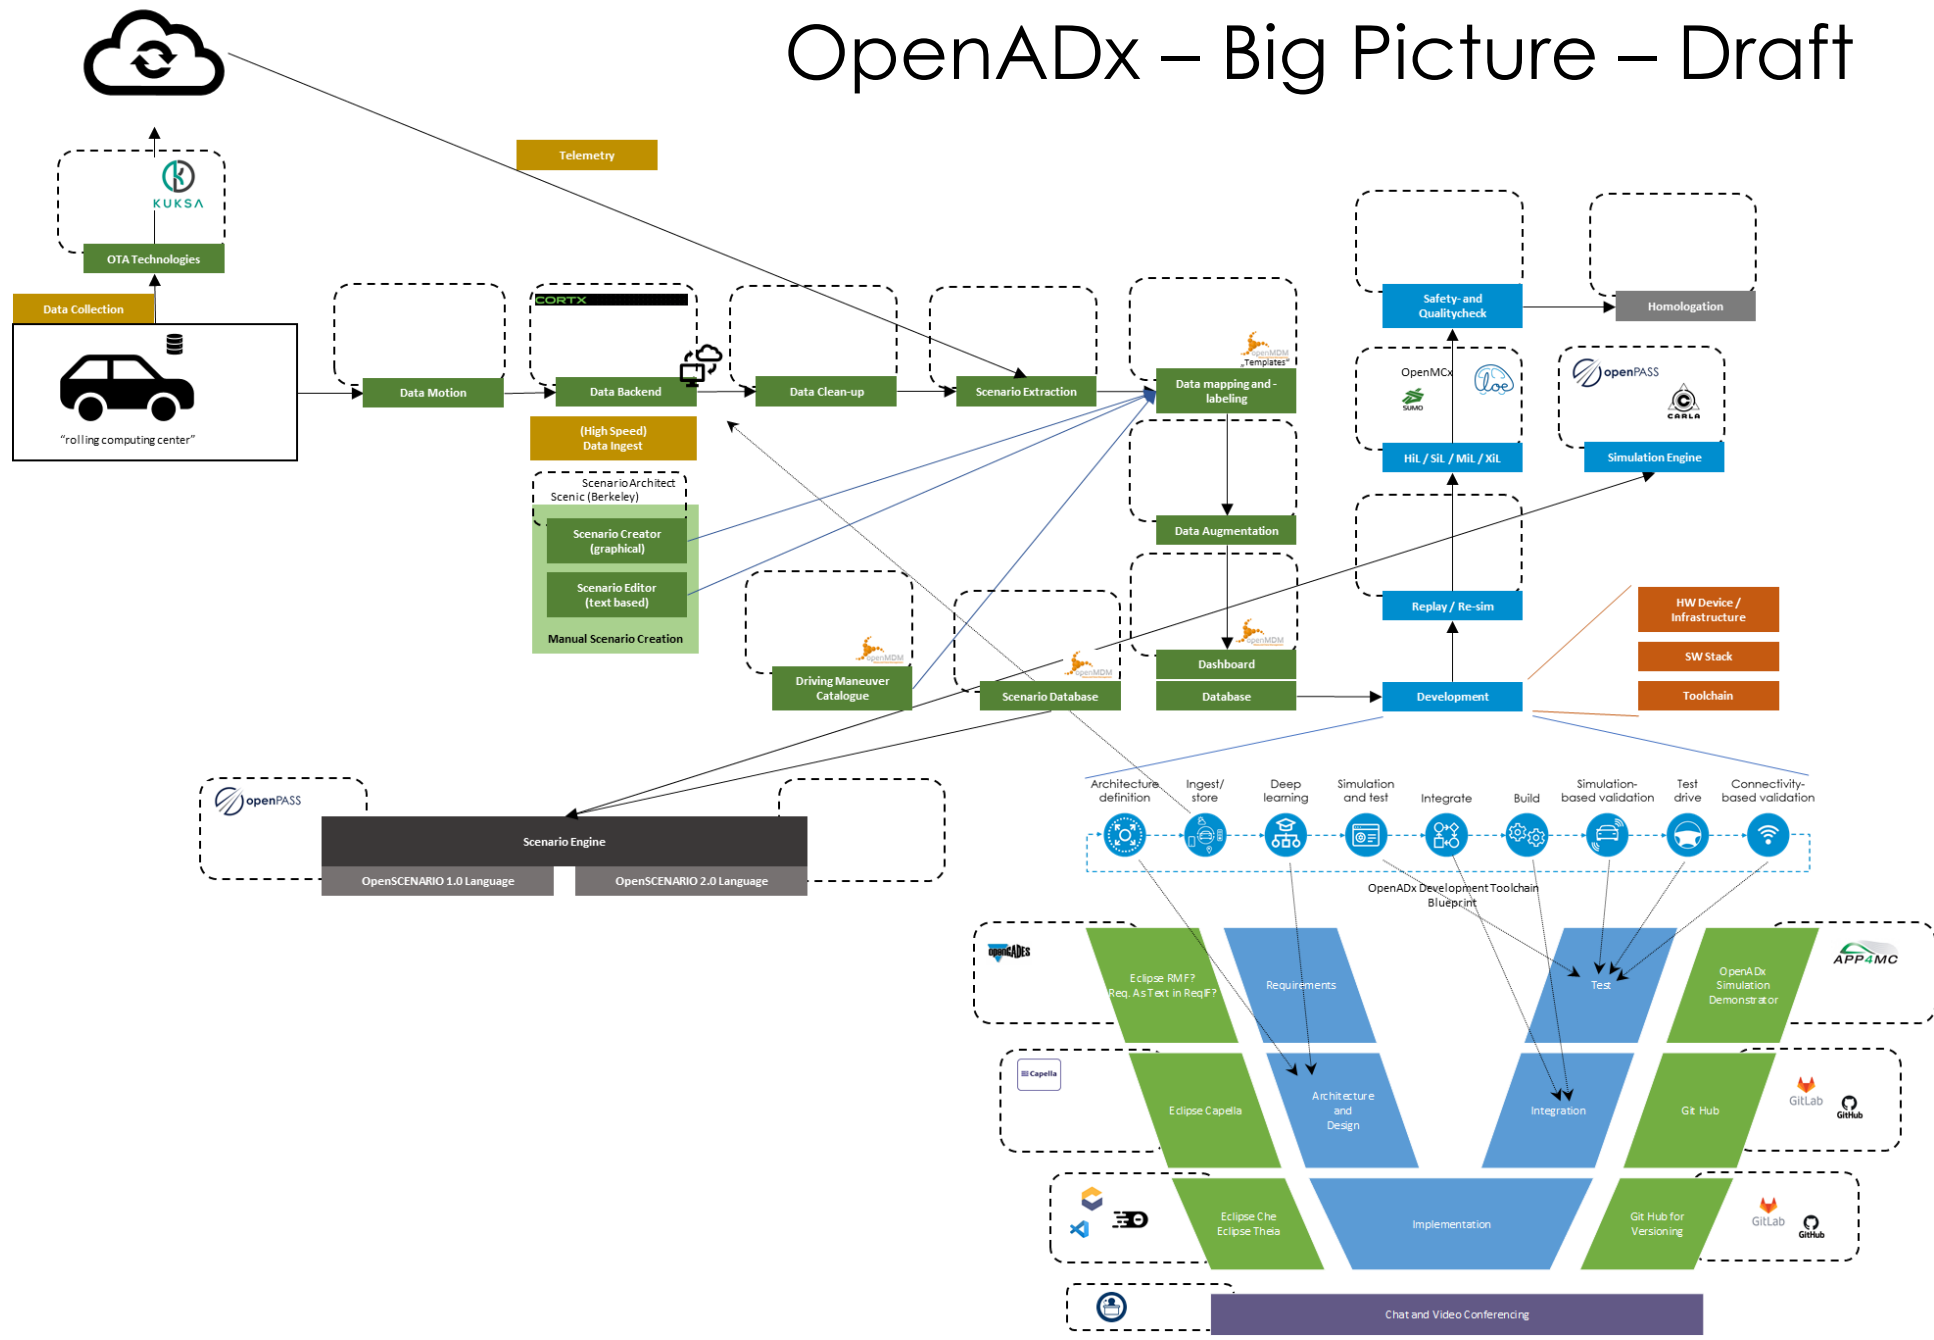 OpenADx – Big Picture – Draft
Telemetry
KUKSA
OTA Technologies
Data Collection
“rolling computing center”
Data Motion
CORTX
Data Backend
(High Speed)
Data Ingest
Data Clean-up
Scenario Extraction
openMDM
„Templates“
Data mapping and -
labeling
Safety- and
Qualitycheck
Homologation
OpenMCx
SUMO
cloe
HiL / SiL / MiL / XiL
openPASS
CARLA
Simulation Engine
Scenario Architect
Scenic (Berkeley)
Scenario Creator
(graphical)
Scenario Editor
(text based)
Manual Scenario Creation
Data Augmentation
Replay / Re-sim
HW Device /
Infrastructure
SW Stack
Toolchain
openMDM
Driving Maneuver
Catalogue
openMDM
Scenario Database
openMDM
Dashboard
Database
Development
openPASS
Scenario Engine
OpenSCENARIO 1.0 Language
OpenSCENARIO 2.0 Language
Architecture
definition
Ingest/
store
Deep
learning
Simulation
and test
Integrate
Build
Simulation-
based validation
Test
drive
Connectivity-
based validation
OpenADx Development Toolchain
Blueprint
openGADES
Eclipse RMF?
Req. As Text in ReqIF?
Requirements
Test
OpenADx
Simulation
Demonstrator
APP4MC
Capella
Eclipse Capella
Architecture
and
Design
Integration
Git Hub
GitLab
GitHub
Eclipse Che
Eclipse Theia
Implementation
Git Hub for
Versioning
GitLab
GitHub
Chat and Video Conferencing